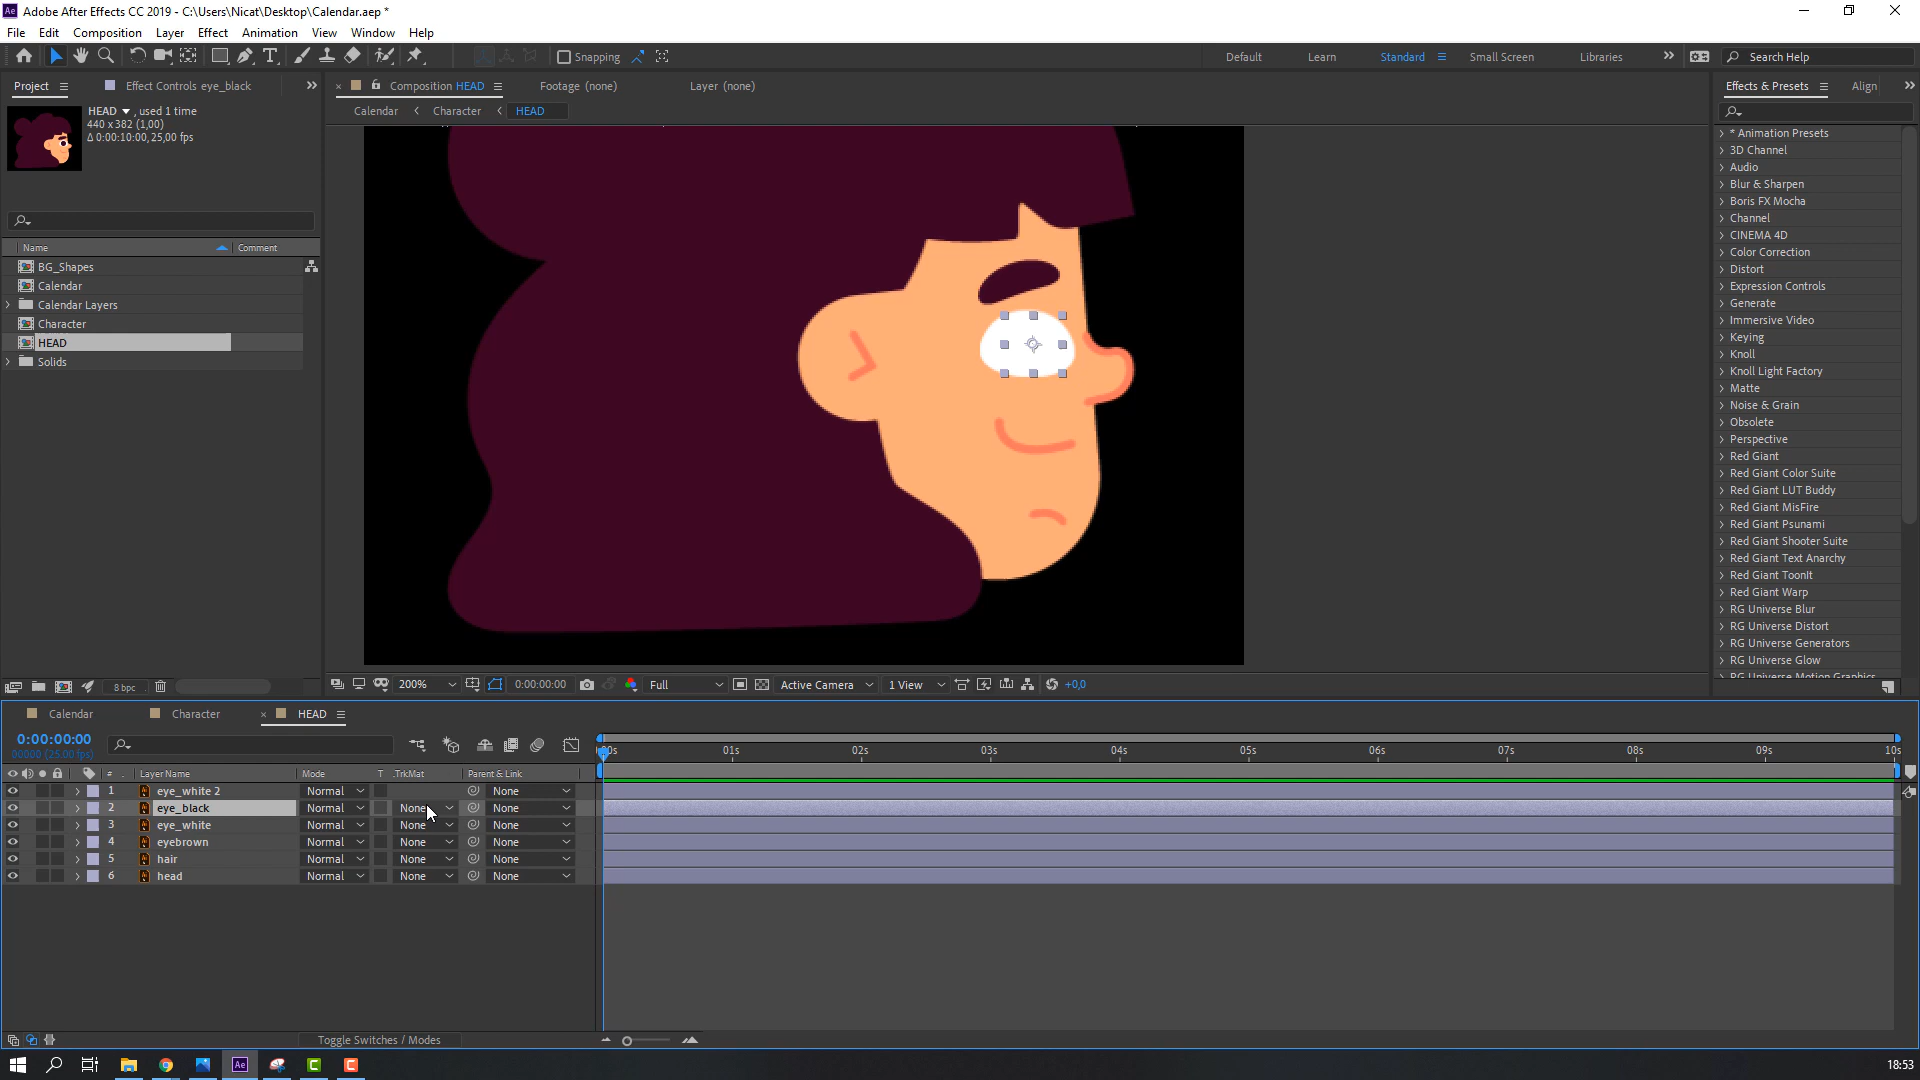 Adobe After Effects CC 2019 - C:\Users\Nicat\Desktop\Calendar.aep *
File Edit Composition Layer Effect Animation View Window Help
Snapping Default Learn Standard Small Screen Libraries Search Help
Project Effect Controls eye_black Composition HEAD Footage (none) Layer (none) Effects & Presets Align
HEAD , used 1 time
440 x 382 (1,00)
Δ 0:00:10:00, 25,00 fps
Calendar Character HEAD
Name Comment
BG_Shapes
Calendar
Calendar Layers
Character
HEAD
Solids
* Animation Presets
3D Channel
Audio
Blur & Sharpen
Boris FX Mocha
Channel
CINEMA 4D
Color Correction
Distort
Expression Controls
Generate
Immersive Video
Keying
Knoll
Knoll Light Factory
Matte
Noise & Grain
Obsolete
Perspective
Red Giant
Red Giant Color Suite
Red Giant LUT Buddy
Red Giant MisFire
Red Giant Psunami
Red Giant Shooter Suite
Red Giant Text Anarchy
Red Giant ToonIt
Red Giant Warp
RG Universe Blur
RG Universe Distort
RG Universe Generators
RG Universe Glow
RG Universe Motion Graphics
8 bpc 200% 0:00:00:00 Full Active Camera 1 View +0,0
Calendar Character HEAD
0:00:00:00
00000 (25.00 fps)
00s 01s 02s 03s 04s 05s 06s 07s 08s 09s 10s
# Layer Name Mode T .TrkMat Parent & Link
1 eye_white 2 Normal None
2 eye_black Normal None None
3 eye_white Normal None None
4 eyebrown Normal None None
5 hair Normal None None
6 head Normal None None
Toggle Switches / Modes
18:53